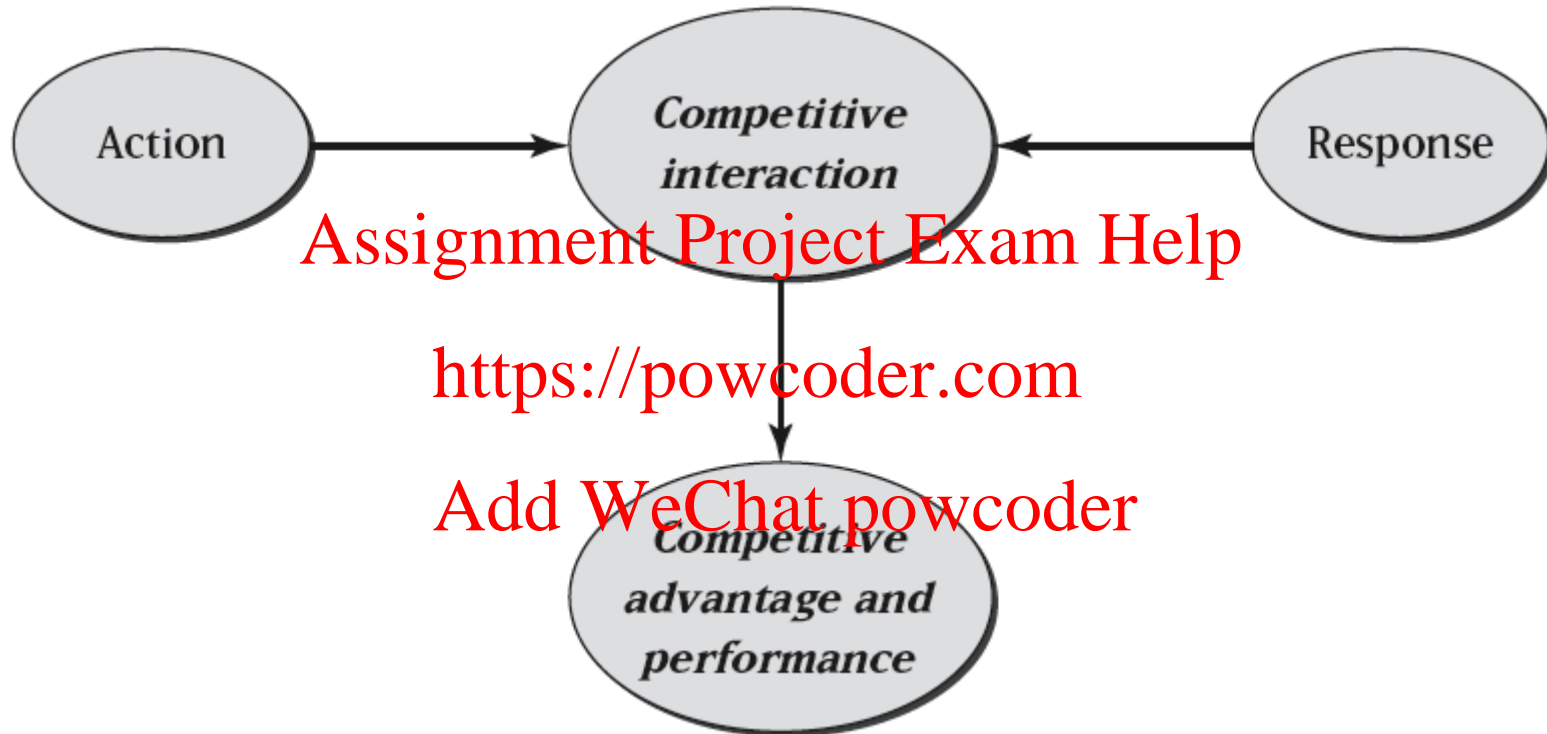 Action
Competitive
interaction
Response
Assignment Project Exam Help
https://powcoder.com
Add WeChat powcoder
Competitive
advantage and
performance